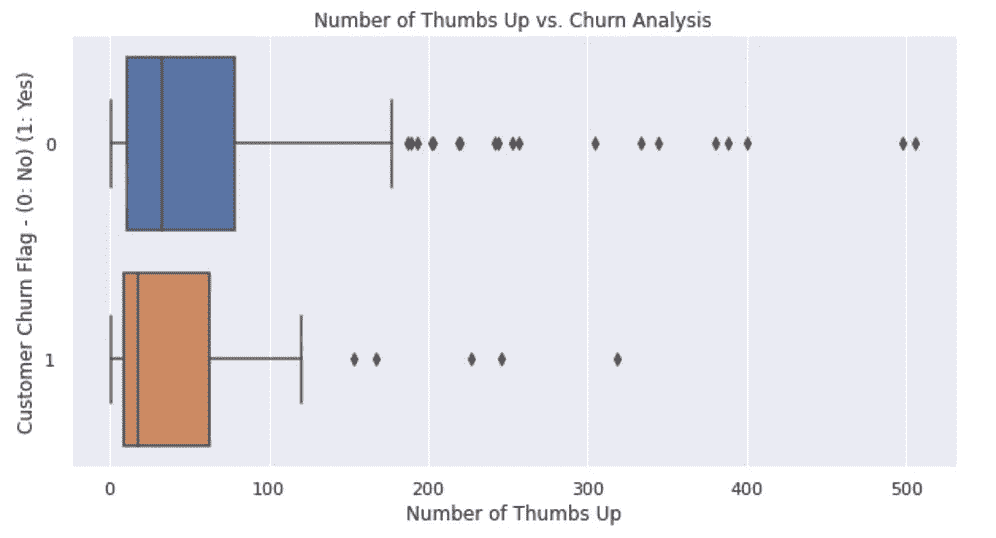 Number of Thumbs Up vs. Churn Analysis
Customer Churn Flag - (0: No) (1: Yes)
0
1
0 100 200 300 400 500
Number of Thumbs Up